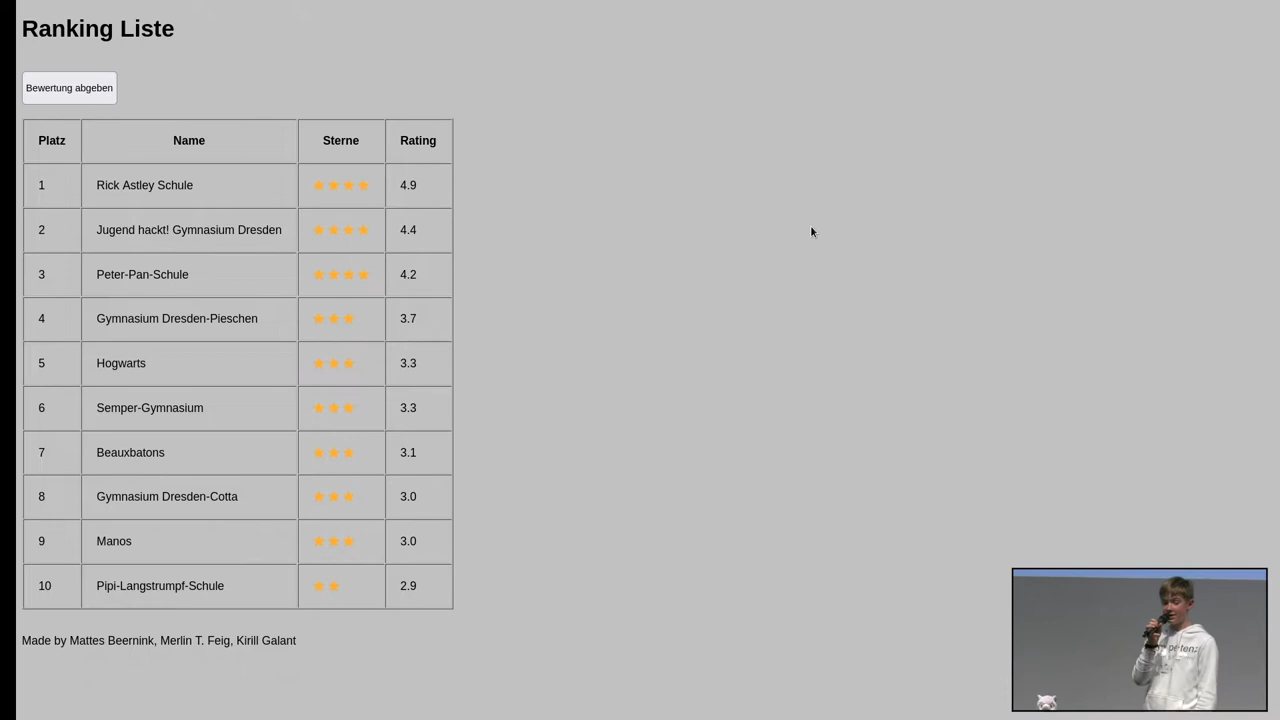 Ranking Liste
Bewertung abgeben
Platz Name Sterne Rating
1 Rick Astley Schule ★★★★ 4.9
2 Jugend hackt! Gymnasium Dresden ★★★★ 4.4
3 Peter-Pan-Schule ★★★★ 4.2
4 Gymnasium Dresden-Pieschen ★★★ 3.7
5 Hogwarts ★★★ 3.3
6 Semper-Gymnasium ★★★ 3.3
7 Beauxbatons ★★★ 3.1
8 Gymnasium Dresden-Cotta ★★★ 3.0
9 Manos ★★★ 3.0
10 Pipi-Langstrumpf-Schule ★★ 2.9
Made by Mattes Beernink, Merlin T. Feig, Kirill Galant